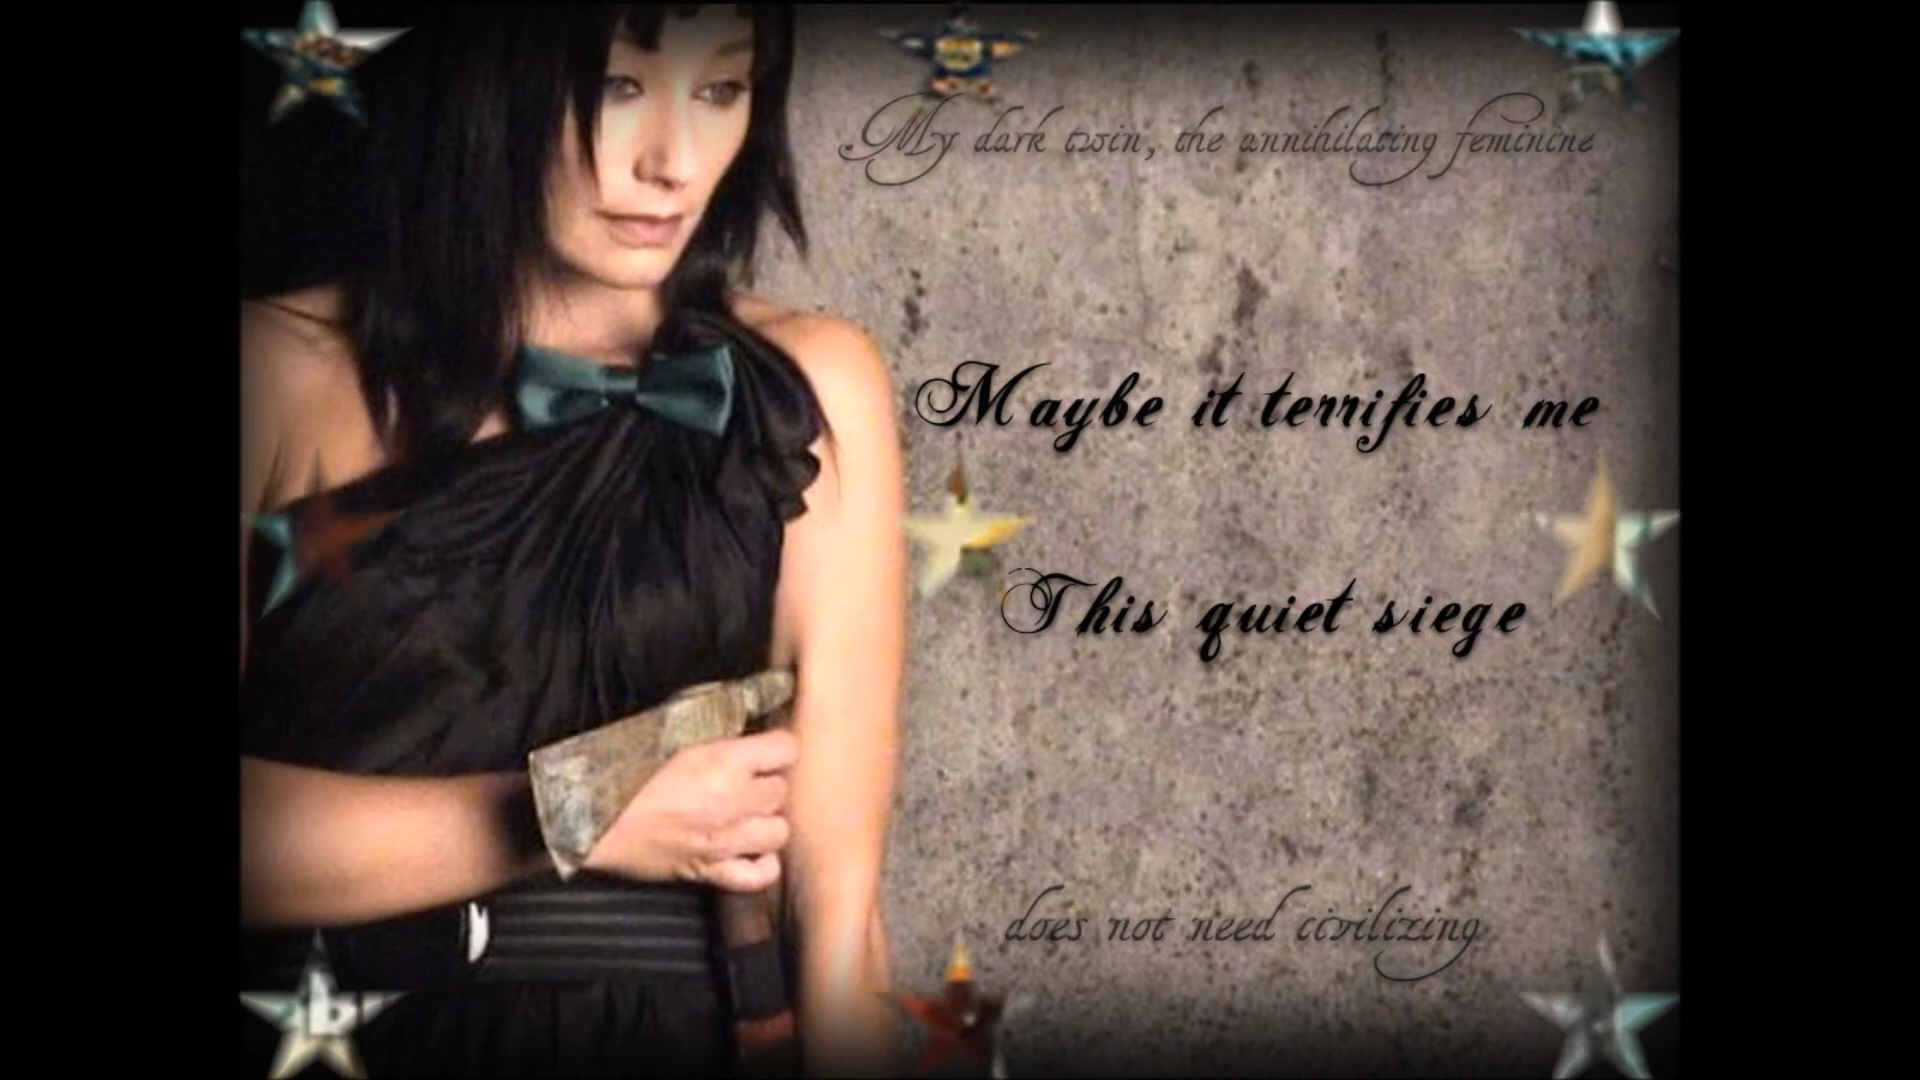 My dark twin, the annihilating feminine
Maybe it terrifies me
This quiet siege
does not need civilizing